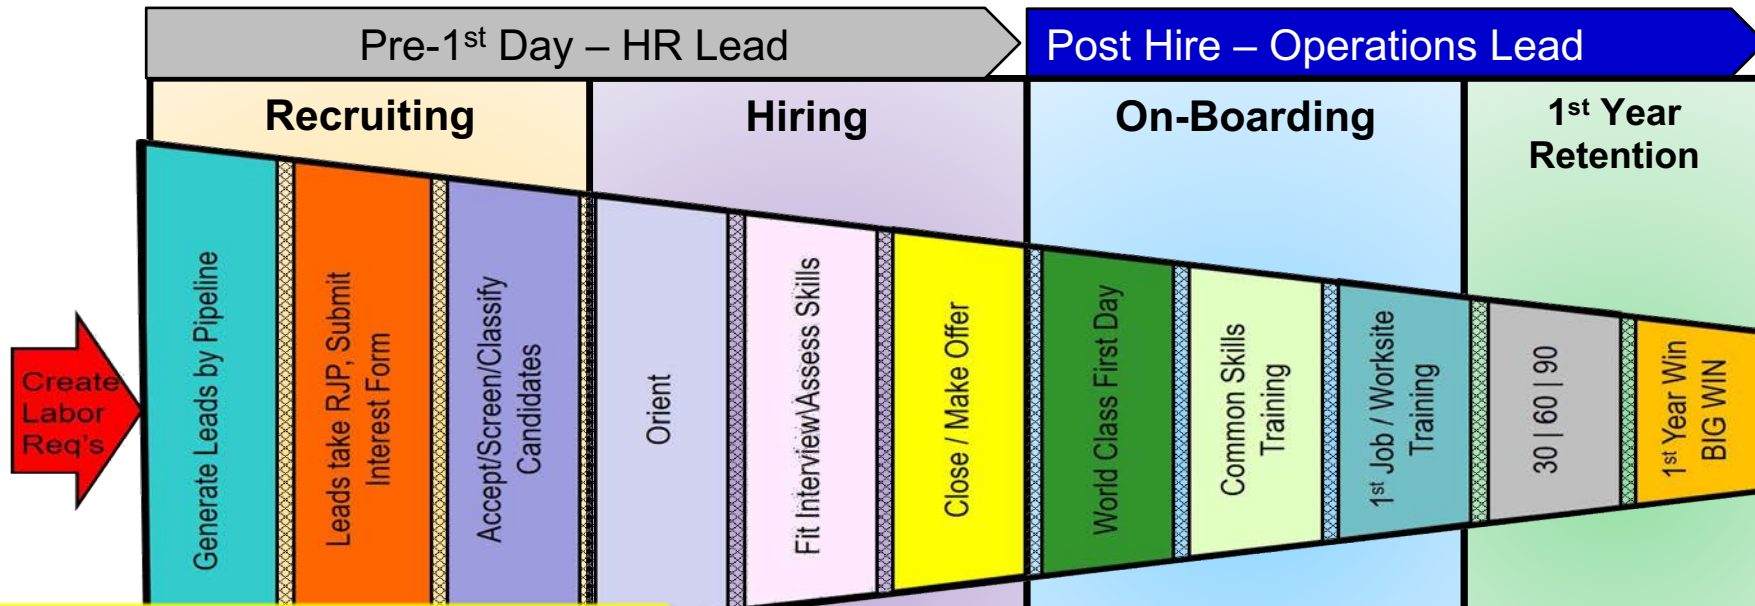 Pre-1st Day – HR Lead
Post Hire – Operations Lead
Recruiting
Hiring
On-Boarding
1st Year
Retention
Create
Labor
Req's
Generate Leads by Pipeline
Leads take RJP, Submit
Interest Form
Accept/Screen/Classify
Candidates
Orient
Fit Interview\Assess Skills
Close / Make Offer
World Class First Day
Common Skills
Training
1st Job / Worksite
Training
30 | 60 | 90
1st Year Win
BIG WIN